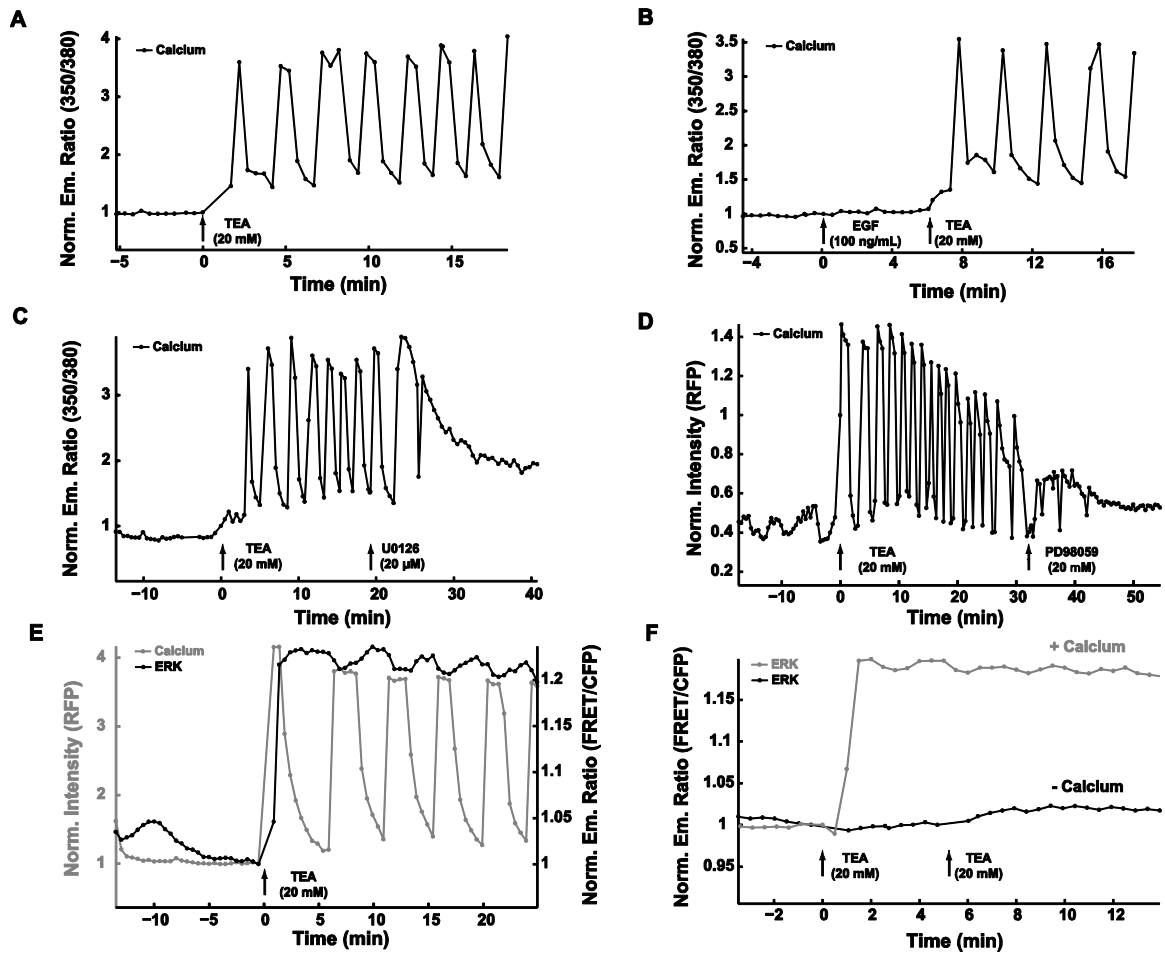 A
Calcium
Norm. Em. Ratio (350/380)
4
3
2
1
TEA
(20 mM)
−5 0 5 10 15
Time (min)
B
Calcium
Norm. Em. Ratio (350/380)
3.5
3
2.5
2
1.5
1
0.5
EGF
(100 ng/mL)
TEA
(20 mM)
−4 0 4 8 12 16
Time (min)
C
Calcium
Norm. Em. Ratio (350/380)
3
2
1
TEA
(20 mM)
U0126
(20 µM)
−10 0 10 20 30 40
Time (min)
D
Calcium
Norm. Intensity (RFP)
1.4
1.2
1
0.8
0.6
0.4
0.2
TEA
(20 mM)
PD98059
(20 mM)
−10 0 10 20 30 40 50
Time (min)
E
Calcium
ERK
Norm. Intensity (RFP)
4
3
2
1
Norm. Em. Ratio (FRET/CFP)
1.2
1.15
1.1
1.05
1
TEA
(20 mM)
−10 −5 0 5 10 15 20
Time (min)
F
ERK
ERK
+ Calcium
- Calcium
Norm. Em. Ratio (FRET/CFP)
1.15
1.1
1.05
1
0.95
TEA
(20 mM)
TEA
(20 mM)
−2 0 2 4 6 8 10 12
Time (min)